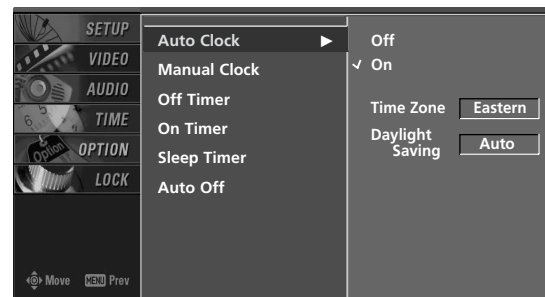 SETUP
VIDEO
AUDIO
TIME
OPTION
LOCK
Move MENU Prev
Auto Clock
Manual Clock
Off Timer
On Timer
Sleep Timer
Auto Off
Off
✓ On
Time Zone Eastern
Daylight
Saving Auto